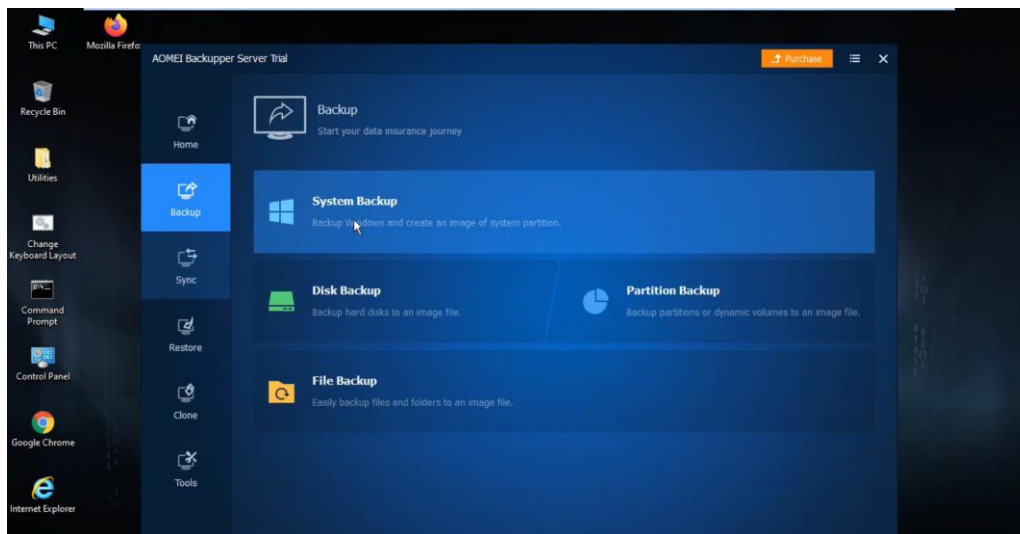 This PC
Mozilla Firefo
Recycle Bin
Utilities
Change
Keyboard Layout
Command
Prompt
Control Panel
Google Chrome
Internet Explorer
AOMEI Backupper Server Trial
Purchase
Home
Backup
Sync
Restore
Clone
Tools
Backup
Start your data insurance journey
System Backup
Backup Windows and create an image of system partition.
Disk Backup
Backup hard disks to an image file.
Partition Backup
Backup partitions or dynamic volumes to an image file.
File Backup
Easily backup files and folders to an image file.